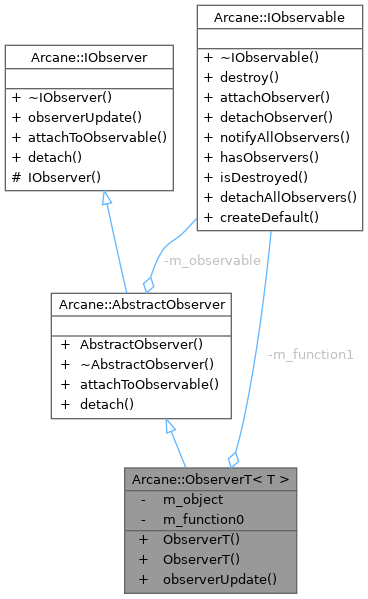 Arcane::IObservable
+ ~IObservable()
+ destroy()
+ attachObserver()
+ detachObserver()
+ notifyAllObservers()
+ hasObservers()
+ isDestroyed()
+ detachAllObservers()
+ createDefault()
Arcane::IObserver
+ ~IObserver()
+ observerUpdate()
+ attachToObservable()
+ detach()
# IObserver()
-m_observable
Arcane::AbstractObserver
+ AbstractObserver()
+ ~AbstractObserver()
+ attachToObservable()
+ detach()
-m_function1
Arcane::ObserverT< T >
- m_object
- m_function0
+ ObserverT()
+ ObserverT()
+ observerUpdate()